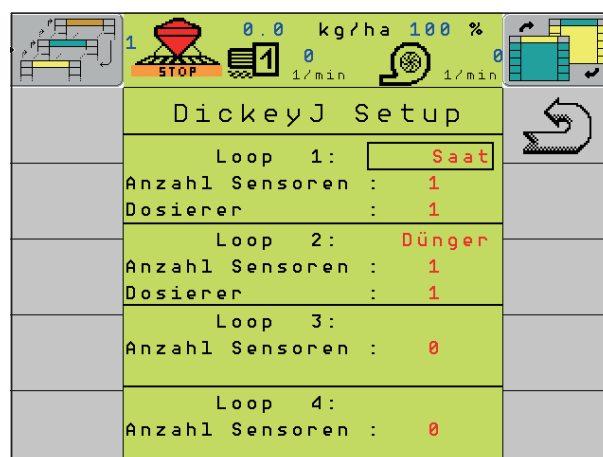 1 0.0 kg/ha 100 %
STOP 1 0 1/min 0 1/min
DickeyJ Setup
Loop 1: Saat
Anzahl Sensoren : 1
Dosierer : 1
Loop 2: Dünger
Anzahl Sensoren : 1
Dosierer : 1
Loop 3:
Anzahl Sensoren : 0
Loop 4:
Anzahl Sensoren : 0